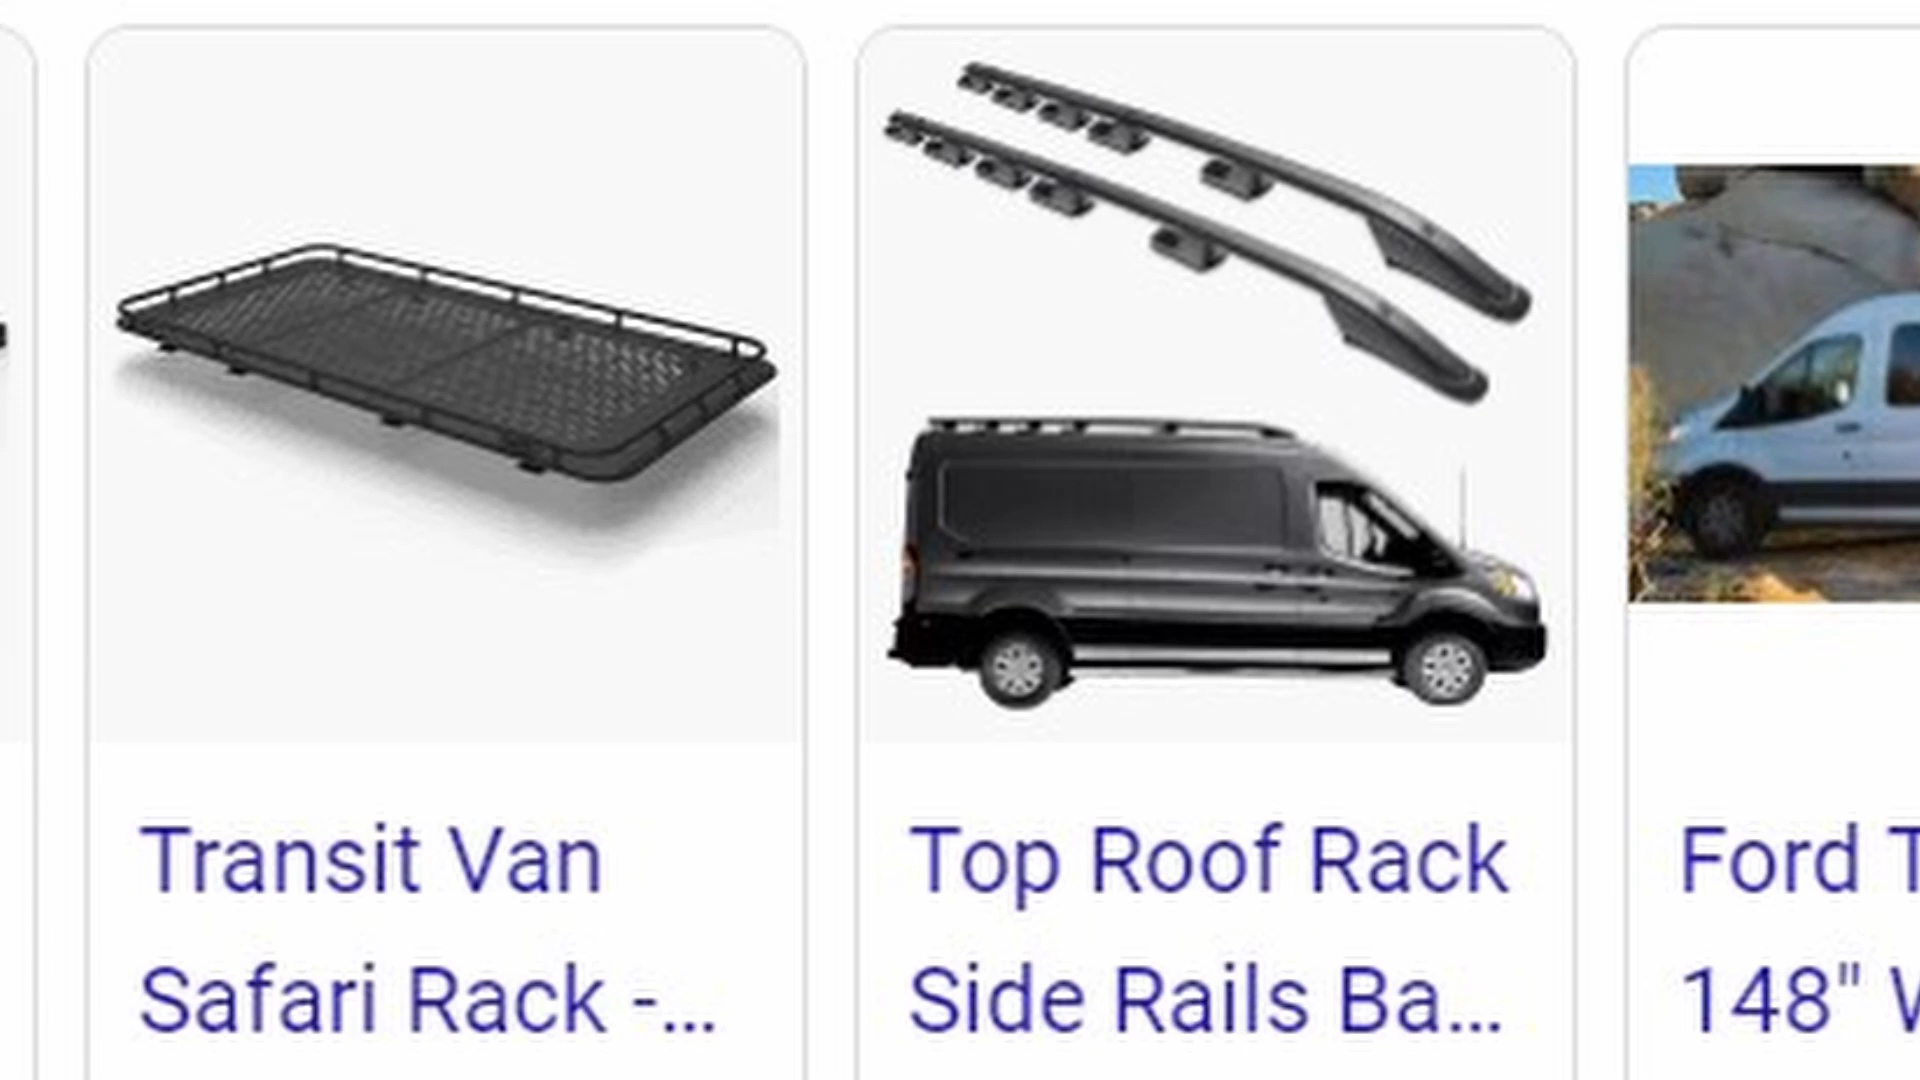 Transit Van
Safari Rack -...
Top Roof Rack
Side Rails Ba...
Ford T
148" W